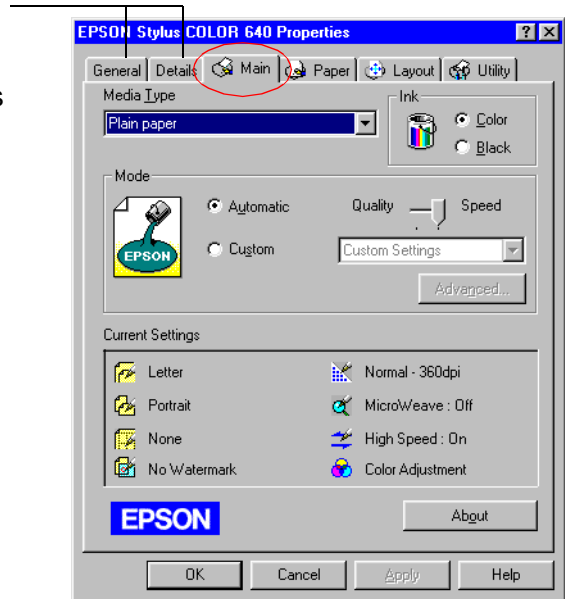 EPSON Stylus COLOR 640 Properties
General Details Main Paper Layout Utility
s
Media Type
Plain paper
Ink
Color
Black
Mode
EPSON
Automatic
Custom
Quality Speed
Custom Settings
Advanced...
Current Settings
Letter
Portrait
None
No Watermark
Normal - 360dpi
MicroWeave : Off
High Speed : On
Color Adjustment
EPSON
About
OK Cancel Apply Help